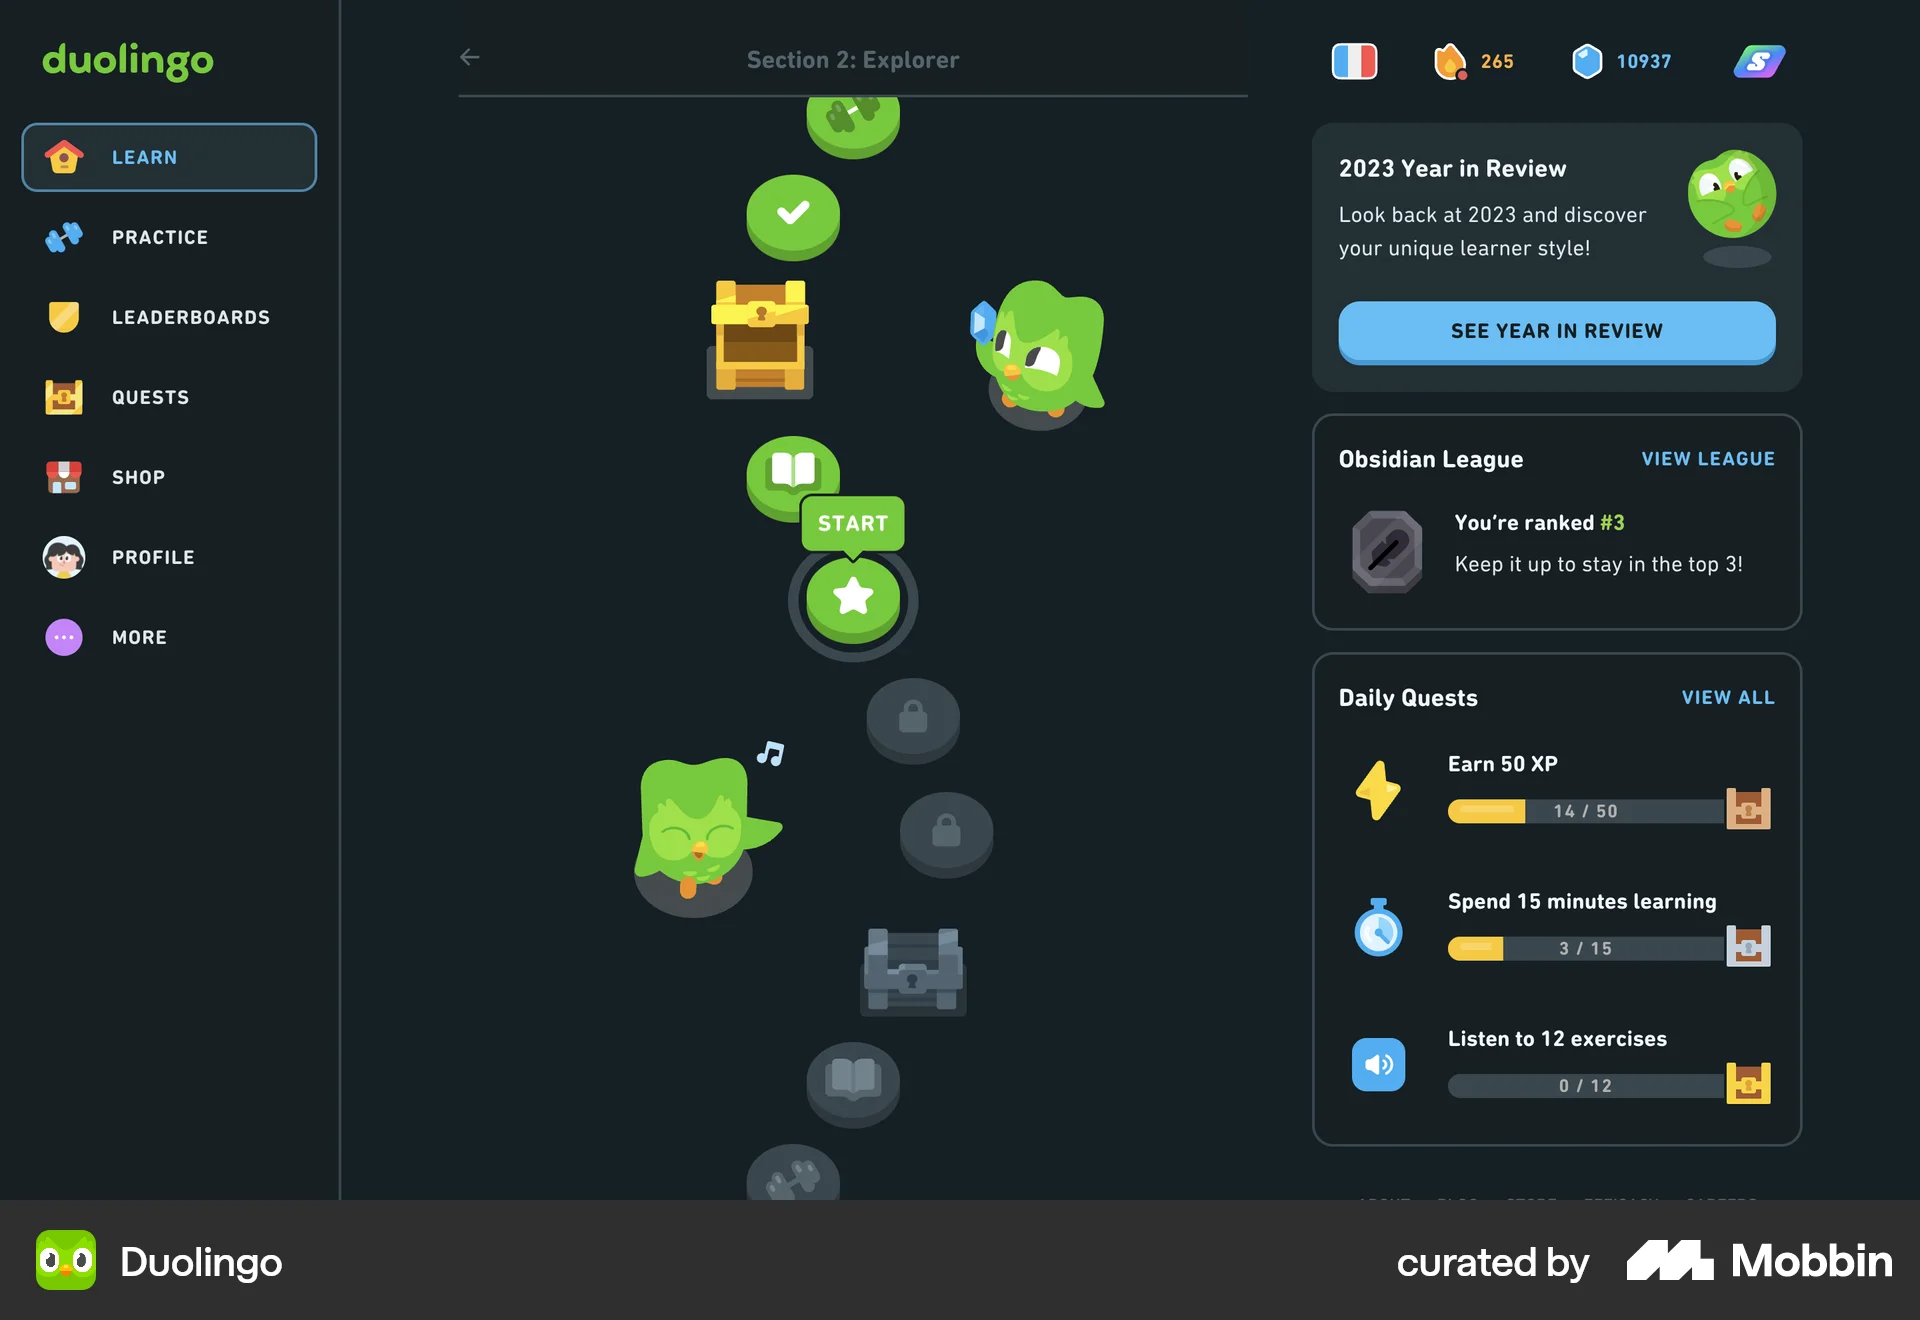 duolingo
LEARN
PRACTICE
LEADERBOARDS
QUESTS
SHOP
PROFILE
MORE
Section 2: Explorer
START
265
10937
S
2023 Year in Review
Look back at 2023 and discover
your unique learner style!
SEE YEAR IN REVIEW
Obsidian League
VIEW LEAGUE
You’re ranked #3
Keep it up to stay in the top 3!
Daily Quests
VIEW ALL
Earn 50 XP
14 / 50
Spend 15 minutes learning
3 / 15
Listen to 12 exercises
0 / 12
Duolingo
curated by
Mobbin